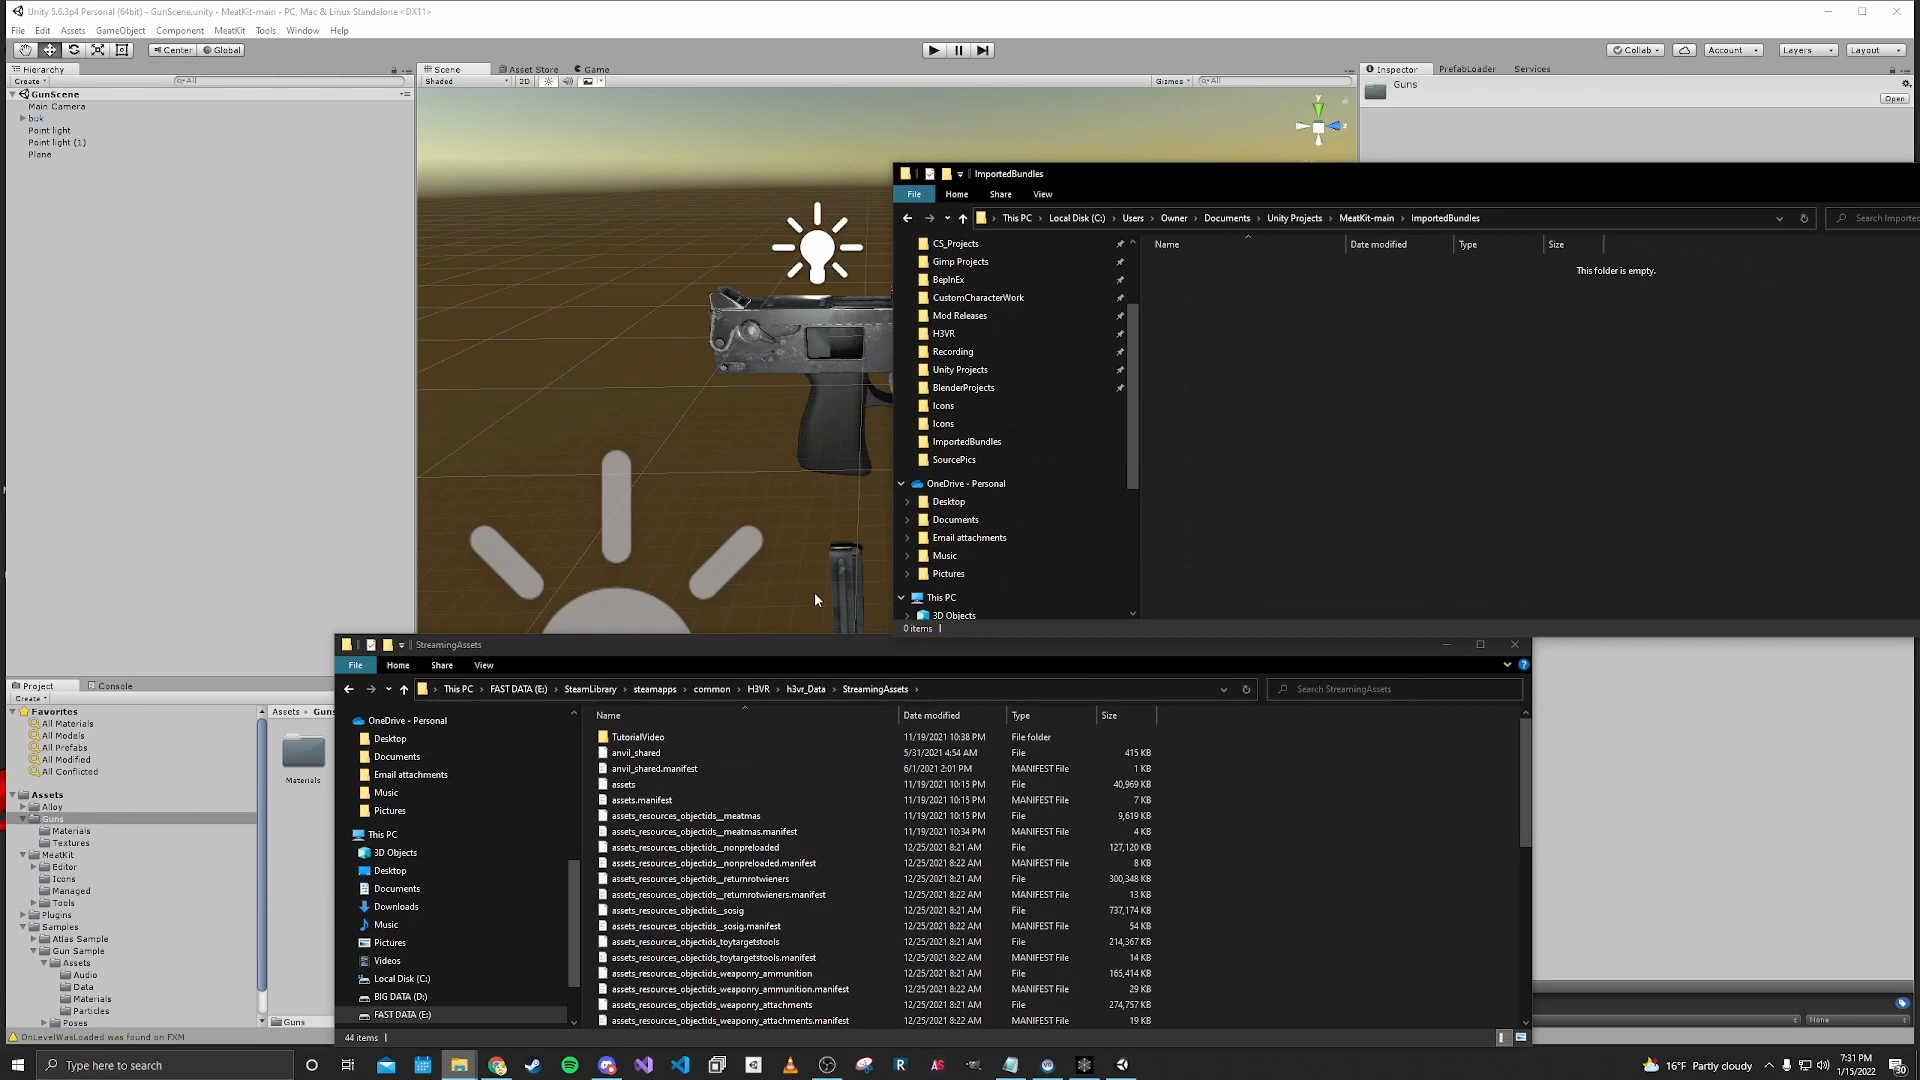 Unity 5.6.3p4 Personal (64bit) - GunScene.unity - MeatKit-main - PC, Mac & Linux Standalone <DX11>
File Edit Assets GameObject Component MeatKit Tools Window Help
Center Global Collab Account Layers Layout
Hierarchy
Create All
GunScene
Main Camera
buk
Point light
Point light (1)
Plane
Scene Asset Store Game
Shaded 2D Gizmos All
y
z
Inspector PrefabLoader Services
Guns
Open
ImportedBundles
File Home Share View
This PC > Local Disk (C:) > Users > Owner > Documents > Unity Projects > MeatKit-main > ImportedBundles
Search Imported
Name Date modified Type Size
This folder is empty.
CS_Projects
Gimp Projects
BepInEx
CustomCharacterWork
Mod Releases
H3VR
Recording
Unity Projects
BlenderProjects
Icons
Icons
ImportedBundles
SourcePics
OneDrive - Personal
Desktop
Documents
Email attachments
Music
Pictures
This PC
3D Objects
0 items
StreamingAssets
File Home Share View
This PC > FAST DATA (E:) > SteamLibrary > steamapps > common > H3VR > h3vr_Data > StreamingAssets
Search StreamingAssets
OneDrive - Personal
Desktop
Documents
Email attachments
Music
Pictures
This PC
3D Objects
Desktop
Documents
Downloads
Music
Pictures
Videos
Local Disk (C:)
BIG DATA (D:)
FAST DATA (E:)
Name Date modified Type Size
TutorialVideo 11/19/2021 10:38 PM File folder
anvil_shared 5/31/2021 4:54 AM File 415 KB
anvil_shared.manifest 6/1/2021 2:01 PM MANIFEST File 1 KB
assets 11/19/2021 10:15 PM File 40,969 KB
assets.manifest 11/19/2021 10:15 PM MANIFEST File 7 KB
assets_resources_objectids__meatmas 11/19/2021 10:15 PM File 9,619 KB
assets_resources_objectids__meatmas.manifest 11/19/2021 10:34 PM MANIFEST File 4 KB
assets_resources_objectids__nonpreloaded 12/25/2021 8:21 AM File 127,120 KB
assets_resources_objectids__nonpreloaded.manifest 12/25/2021 8:22 AM MANIFEST File 8 KB
assets_resources_objectids__returnrotwieners 12/25/2021 8:21 AM File 300,348 KB
assets_resources_objectids__returnrotwieners.manifest 12/25/2021 8:22 AM MANIFEST File 13 KB
assets_resources_objectids__sosig 12/25/2021 8:21 AM File 737,174 KB
assets_resources_objectids__sosig.manifest 12/25/2021 8:22 AM MANIFEST File 54 KB
assets_resources_objectids_toytargetstools 12/25/2021 8:21 AM File 214,367 KB
assets_resources_objectids_toytargetstools.manifest 12/25/2021 8:22 AM MANIFEST File 14 KB
assets_resources_objectids_weaponry_ammunition 12/25/2021 8:21 AM File 165,414 KB
assets_resources_objectids_weaponry_ammunition.manifest 12/25/2021 8:22 AM MANIFEST File 29 KB
assets_resources_objectids_weaponry_attachments 12/25/2021 8:21 AM File 274,757 KB
assets_resources_objectids_weaponry_attachments.manifest 12/25/2021 8:22 AM MANIFEST File 19 KB
44 items
Project Console
Create
Favorites
All Materials
All Models
All Prefabs
All Modified
All Conflicted
Assets
Alloy
Guns
Materials
Textures
MeatKit
Editor
Icons
Managed
Tools
Plugins
Samples
Atlas Sample
Gun Sample
Assets
Audio
Data
Materials
Particles
Poses
Assets Guns
Materials
Guns
None
OnLevelWasLoaded was found on FXM
Type here to search
16°F Partly cloudy
7:31 PM
1/15/2022
30